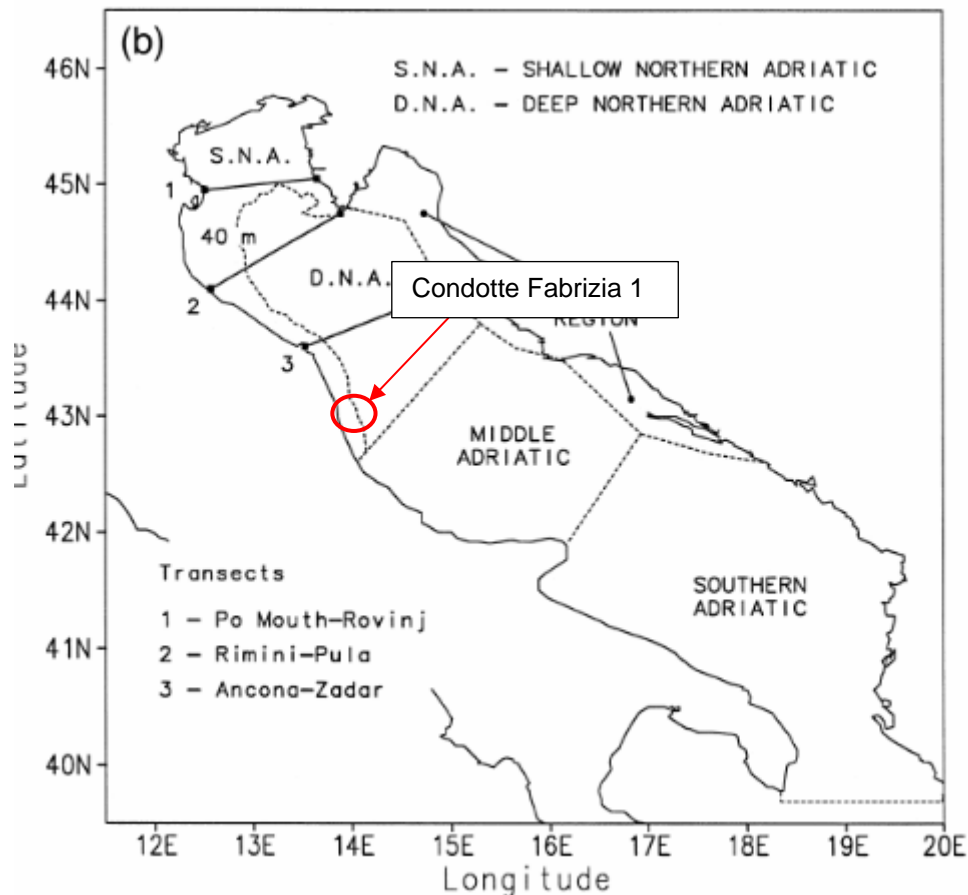 (b)
S.N.A. – SHALLOW NORTHERN ADRIATIC
D.N.A. – DEEP NORTHERN ADRIATIC
46N
45N
44N
43N
42N
41N
40N
S.N.A.
1
40 m
D.N.A.
2
Condotte Fabrizia 1
REGION
3
MIDDLE
ADRIATIC
SOUTHERN
ADRIATIC
Transects
1 – Po Mouth–Rovinj
2 – Rimini–Pula
3 – Ancona–Zadar
12E 13E 14E 15E 16E 17E 18E 19E 20E
Longitude
Latitude